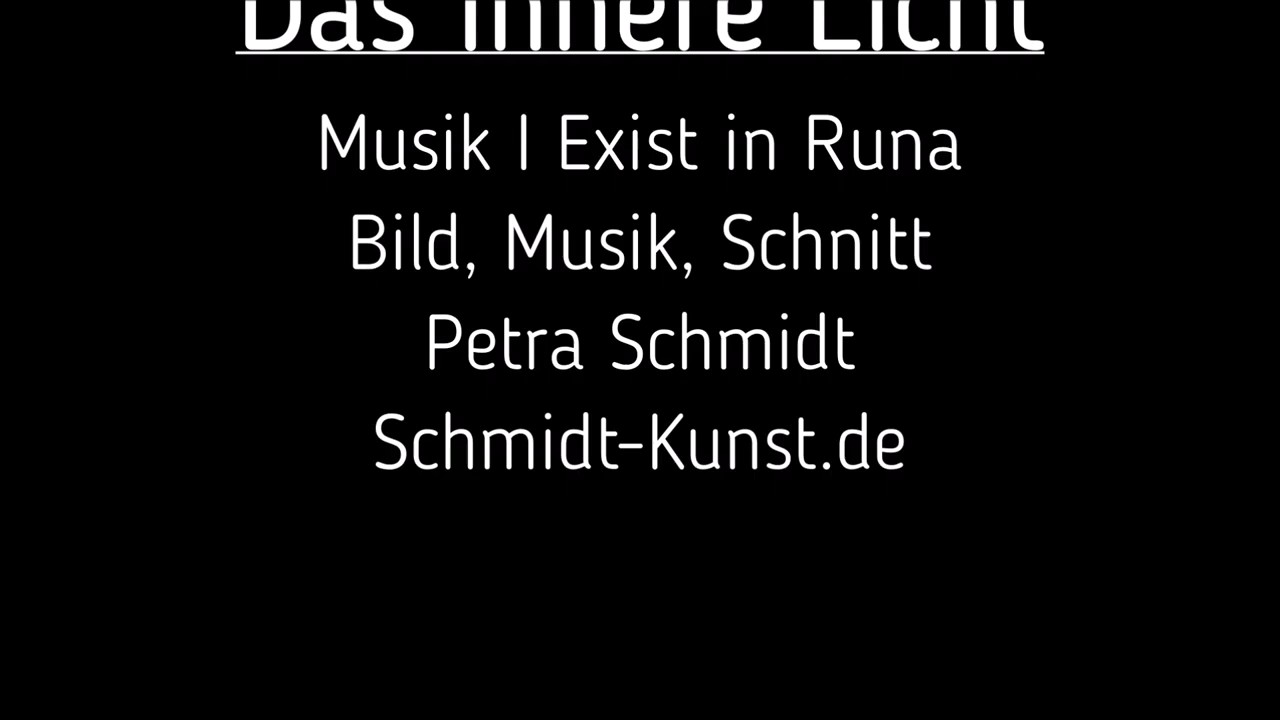 Das innere Licht
Musik I Exist in Runa
Bild, Musik, Schnitt
Petra Schmidt
Schmidt-Kunst.de